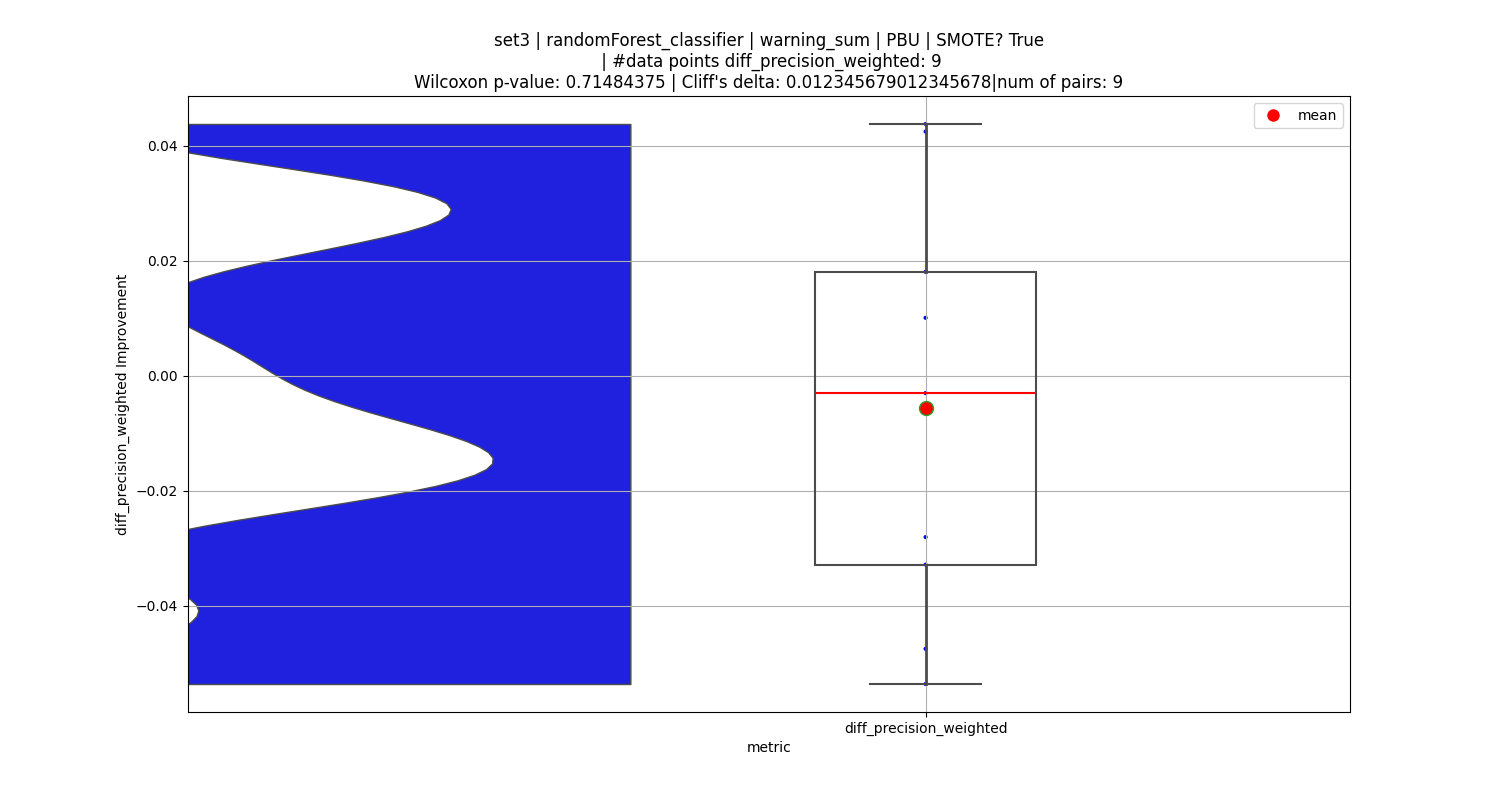 set3 | randomForest_classifier | warning_sum | PBU | SMOTE? True
| #data points diff_precision_weighted: 9
Wilcoxon p-value: 0.71484375 | Cliff's delta: 0.012345679012345678|num of pairs: 9
mean
diff_precision_weighted Improvement
0.04
0.02
0.00
−0.02
−0.04
diff_precision_weighted
metric